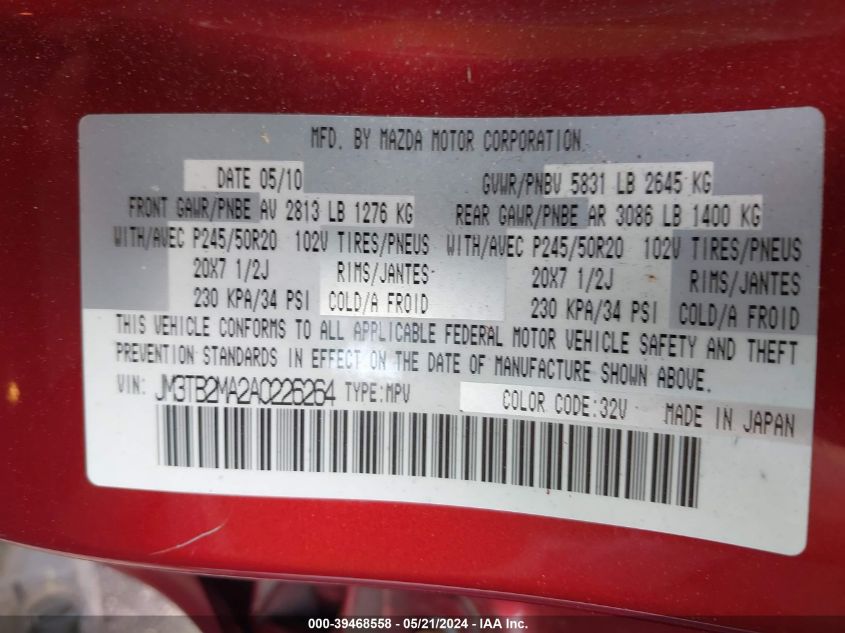 MFD. BY MAZDA MOTOR CORPORATION
DATE 05/10 GVWR/PNBV 5831 LB 2645 KG
FRONT GAWR/PNBE AV 2813 LB 1276 KG REAR GAWR/PNBE AR 3086 LB 1400 KG
WITH/AVEC P245/50R20 102V TIRES/PNEUS WITH/AVEC P245/50R20 102V TIRES/PNEUS
20X7 1/2J RIMS/JANTES 20X7 1/2J RIMS/JANTES
230 KPA/34 PSI COLD/A FROID 230 KPA/34 PSI COLD/A FROID
THIS VEHICLE CONFORMS TO ALL APPLICABLE FEDERAL MOTOR VEHICLE SAFETY AND THEFT
PREVENTION STANDARDS IN EFFECT ON THE DATE OF MANUFACTURE SHOWN ABOVE.
VIN: JM3TB2MA2A0226264 TYPE:MPV COLOR CODE:32V MADE IN JAPAN
000-39468558 - 05/21/2024 - IAA Inc.